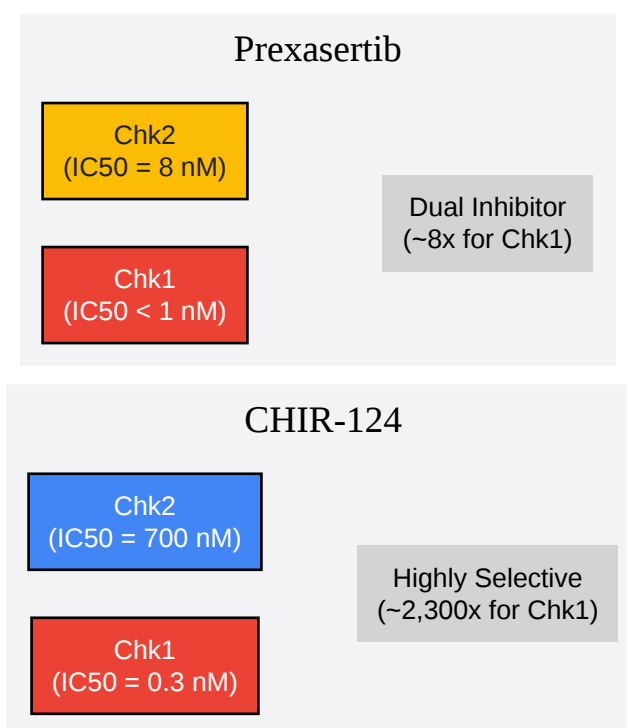 Prexasertib
Chk2
(IC50 = 8 nM)
Dual Inhibitor
(~8x for Chk1)
Chk1
(IC50 < 1 nM)
CHIR-124
Chk2
(IC50 = 700 nM)
Highly Selective
(~2,300x for Chk1)
Chk1
(IC50 = 0.3 nM)